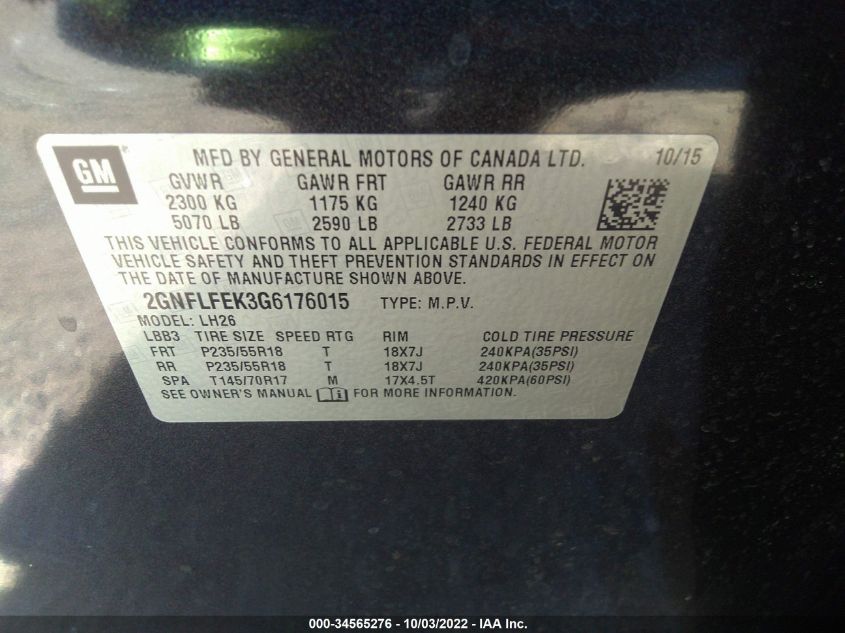 GM
MFD BY GENERAL MOTORS OF CANADA LTD. 10/15
GVWR GAWR FRT GAWR RR
2300 KG 1175 KG 1240 KG
5070 LB 2590 LB 2733 LB
THIS VEHICLE CONFORMS TO ALL APPLICABLE U.S. FEDERAL MOTOR
VEHICLE SAFETY AND THEFT PREVENTION STANDARDS IN EFFECT ON
THE DATE OF MANUFACTURE SHOWN ABOVE.
2GNFLFEK3G6176015 TYPE: M.P.V.
MODEL: LH26
LBB3 TIRE SIZE SPEED RTG RIM COLD TIRE PRESSURE
FRT P235/55R18 T 18X7J 240KPA(35PSI)
RR P235/55R18 T 18X7J 240KPA(35PSI)
SPA T145/70R17 M 17X4.5T 420KPA(60PSI)
SEE OWNER'S MANUAL FOR MORE INFORMATION.
000-34565276 - 10/03/2022 - IAA Inc.